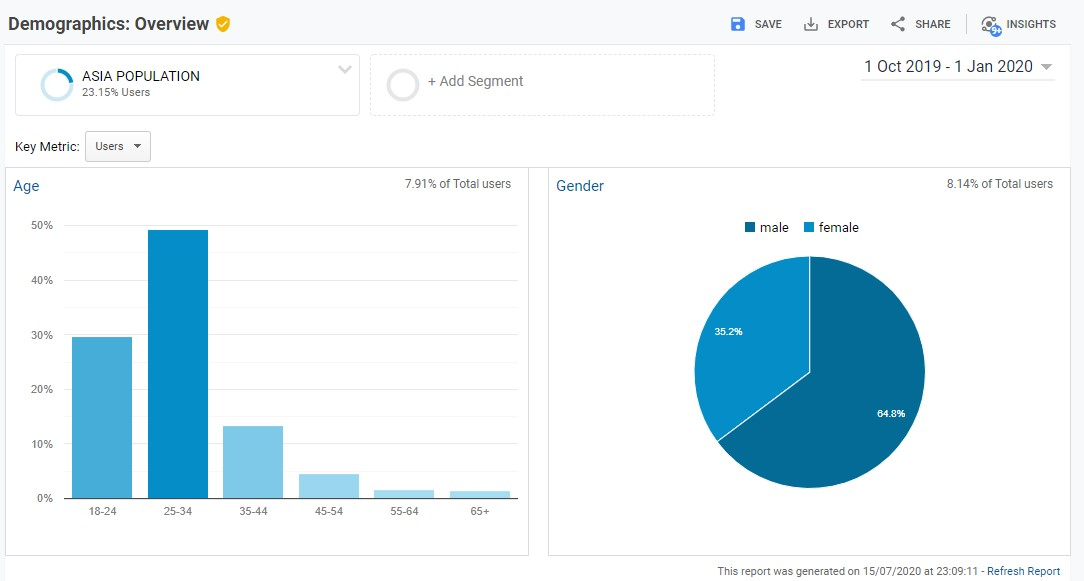 Demographics: Overview
SAVE
EXPORT
SHARE
9+
INSIGHTS
ASIA POPULATION
23.15% Users
+ Add Segment
1 Oct 2019 - 1 Jan 2020
Key Metric:
Users
Age
7.91% of Total users
50%
40%
30%
20%
10%
0%
18-24
25-34
35-44
45-54
55-64
65+
Gender
8.14% of Total users
male
female
35.2%
64.8%
This report was generated on 15/07/2020 at 23:09:11 - Refresh Report